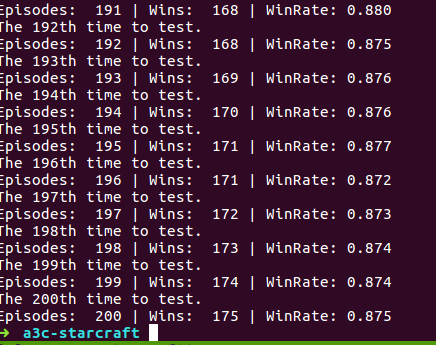 Episodes:  191 | Wins:  168 | WinRate: 0.880
The 192th time to test.
Episodes:  192 | Wins:  168 | WinRate: 0.875
The 193th time to test.
Episodes:  193 | Wins:  169 | WinRate: 0.876
The 194th time to test.
Episodes:  194 | Wins:  170 | WinRate: 0.876
The 195th time to test.
Episodes:  195 | Wins:  171 | WinRate: 0.877
The 196th time to test.
Episodes:  196 | Wins:  171 | WinRate: 0.872
The 197th time to test.
Episodes:  197 | Wins:  172 | WinRate: 0.873
The 198th time to test.
Episodes:  198 | Wins:  173 | WinRate: 0.874
The 199th time to test.
Episodes:  199 | Wins:  174 | WinRate: 0.874
The 200th time to test.
Episodes:  200 | Wins:  175 | WinRate: 0.875
→ a3c-starcraft